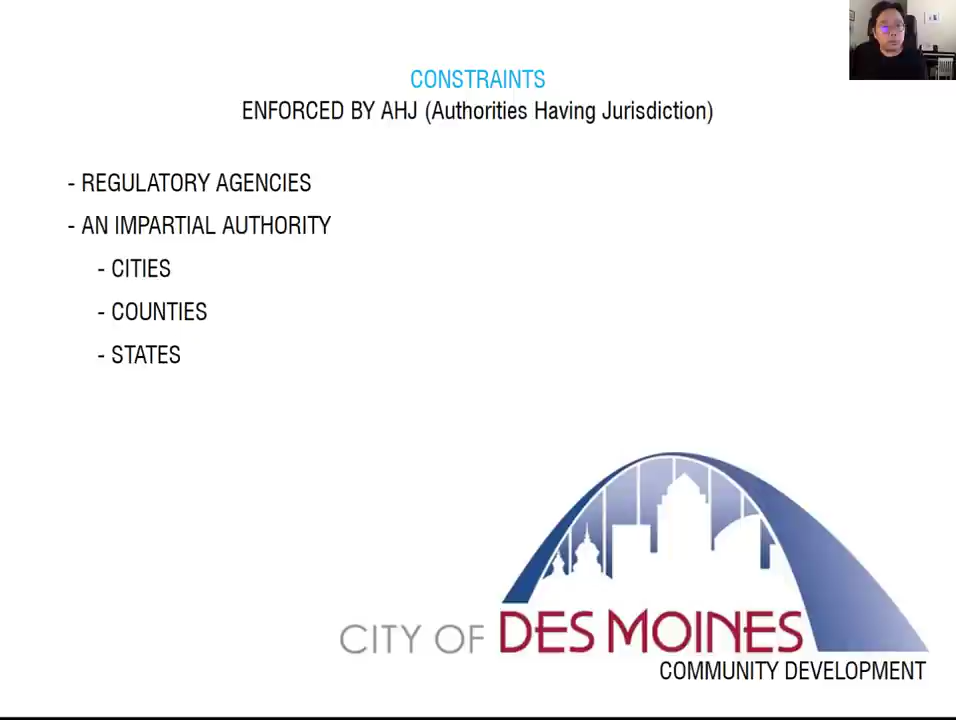 CONSTRAINTS
ENFORCED BY AHJ (Authorities Having Jurisdiction)
- REGULATORY AGENCIES
- AN IMPARTIAL AUTHORITY
- CITIES
- COUNTIES
- STATES
CITY OF DES MOINES
COMMUNITY DEVELOPMENT